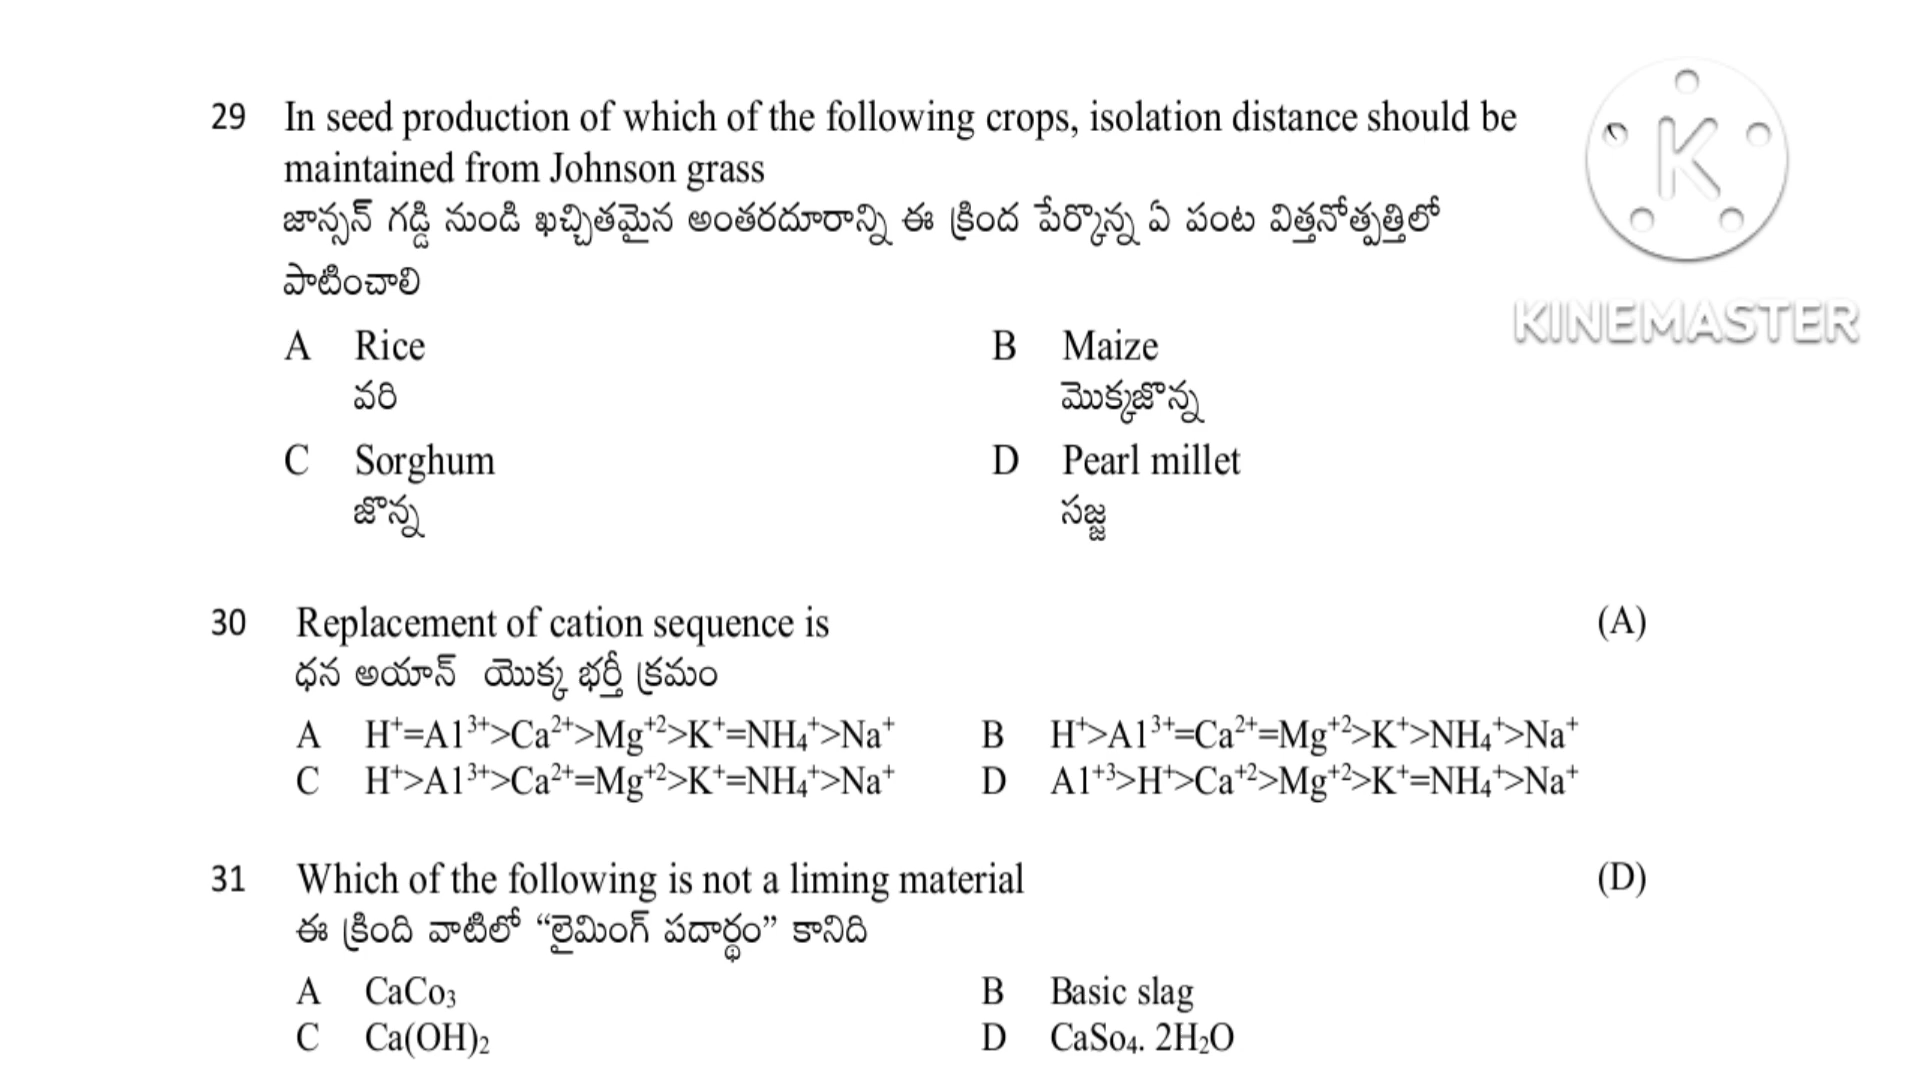 29 In seed production of which of the following crops, isolation distance should be
maintained from Johnson grass
జాన్సన్ గడ్డి నుండి ఖచ్చితమైన అంతరదూరాన్ని ఈ క్రింద పేర్కొన్న ఏ పంట విత్తనోత్పత్తిలో
పాటించాలి
A Rice B Maize
వరి మొక్కజొన్న
C Sorghum D Pearl millet
జొన్న సజ్జ
K
KINEMASTER
30 Replacement of cation sequence is (A)
ధన అయాన్ యొక్క భర్తీ క్రమం
A H⁺=A1³⁺>Ca²⁺>Mg⁺²>K⁺=NH₄⁺>Na⁺ B H⁺>A1³⁺=Ca²⁺=Mg⁺²>K⁺>NH₄⁺>Na⁺
C H⁺>A1³⁺>Ca²⁺=Mg⁺²>K⁺=NH₄⁺>Na⁺ D A1⁺³>H⁺>Ca⁺²>Mg⁺²>K⁺=NH₄⁺>Na⁺
31 Which of the following is not a liming material (D)
ఈ క్రింది వాటిలో “లైమింగ్ పదార్థం” కానిది
A CaCo₃ B Basic slag
C Ca(OH)₂ D CaSo₄. 2H₂O